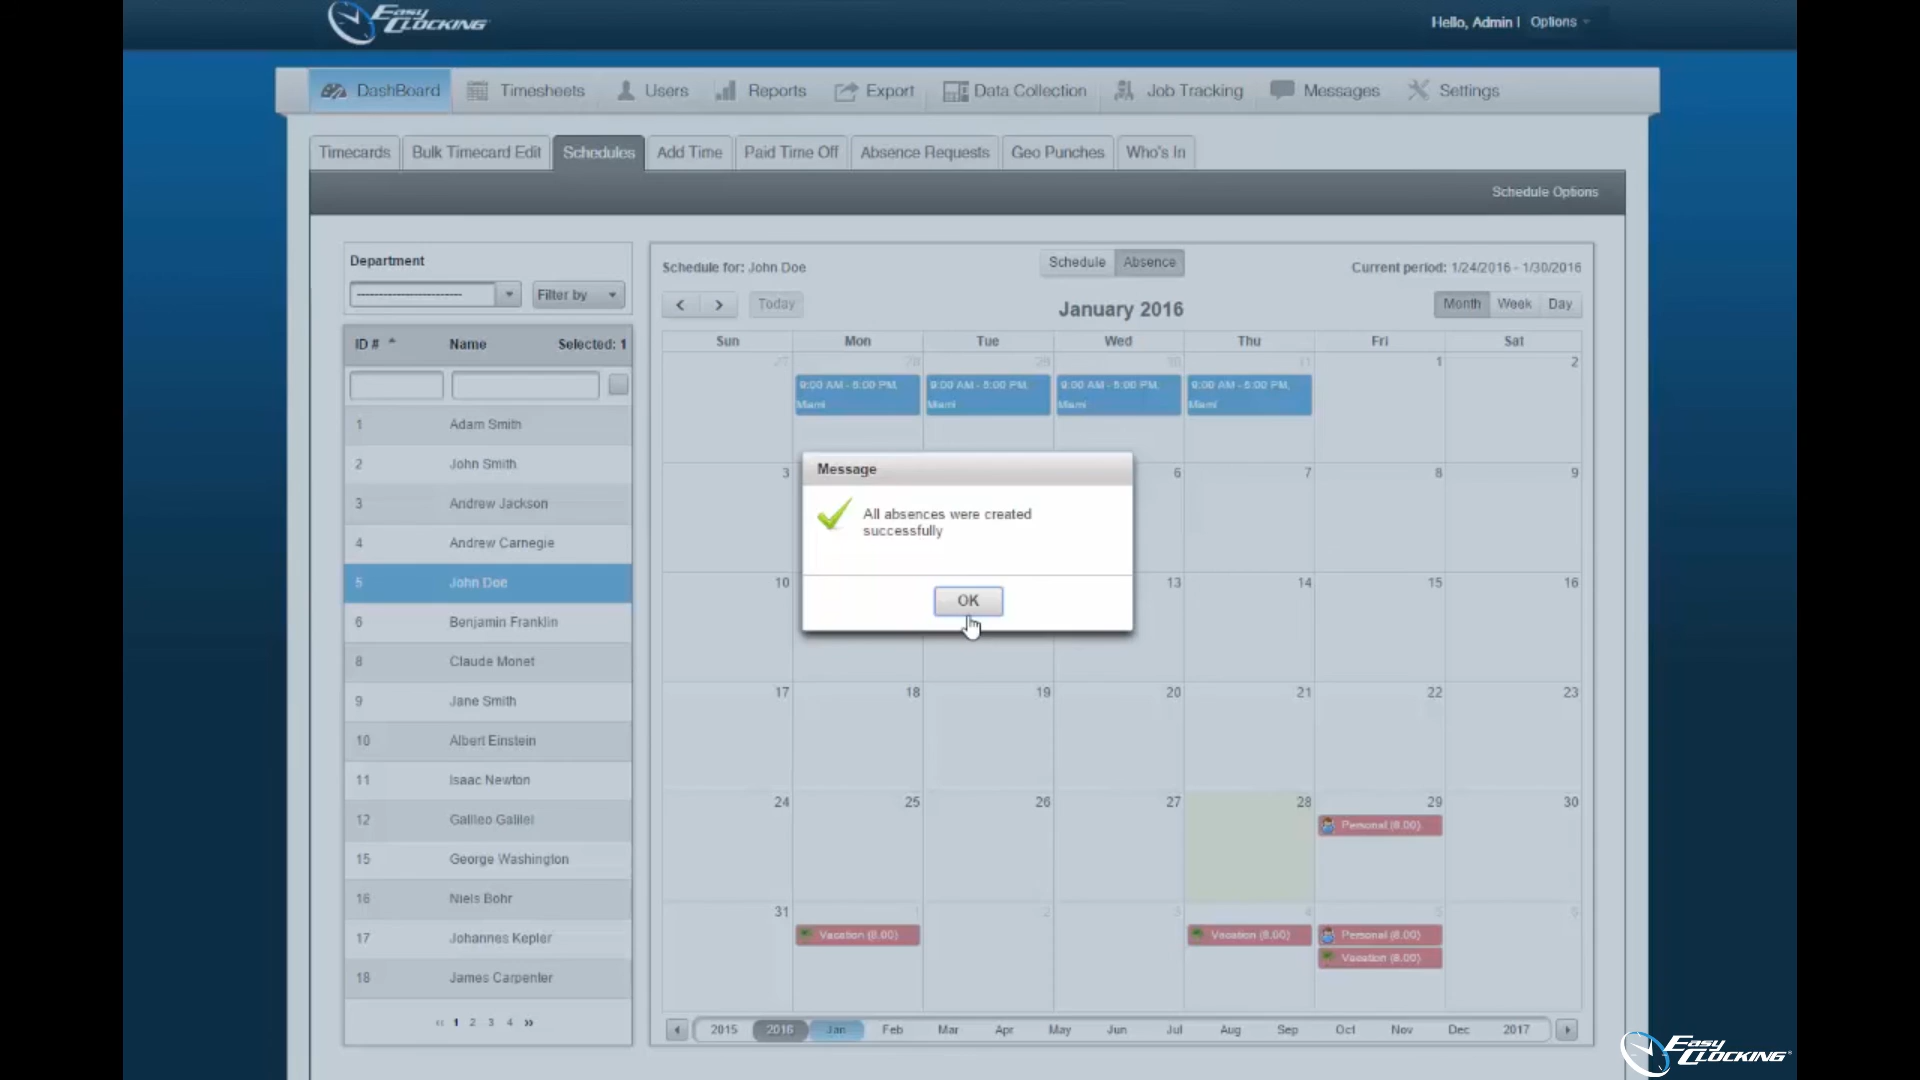 Easy Clocking
Hello, Admin | Options
DashBoard Timesheets Users Reports Export Data Collection Job Tracking Messages Settings
Timecards Bulk Timecard Edit Schedules Add Time Paid Time Off Absence Requests Geo Punches Who's In
Schedule Options
Department
Filter by
ID # Name Selected: 1
1 Adam Smith
2 John Smith
3 Andrew Jackson
4 Andrew Carnegie
5 John Doe
6 Benjamin Franklin
8 Claude Monet
9 Jane Smith
10 Albert Einstein
11 Isaac Newton
12 Galileo Galilei
15 George Washington
16 Niels Bohr
17 Johannes Kepler
18 James Carpenter
‹‹ 1 2 3 4 »
Schedule for: John Doe
Schedule Absence
Current period: 1/24/2016 - 1/30/2016
< > Today
January 2016
Month Week Day
Sun Mon Tue Wed Thu Fri Sat
27 28 29 30 31 1 2
9:00 AM - 5:00 PM, 9:00 AM - 5:00 PM, 9:00 AM - 5:00 PM, 9:00 AM - 5:00 PM,
Miami Miami Miami Miami
3 6 7 8 9
Message
All absences were created
successfully
OK
10 13 14 15 16
17 18 19 20 21 22 23
24 25 26 27 28 29 30
Personal (8.00)
31 1 2 3 4 5 6
Vacation (8.00) Vacation (8.00) Personal (8.00)
Vacation (8.00)
2015 2016 Jan Feb Mar Apr May Jun Jul Aug Sep Oct Nov Dec 2017
Easy Clocking